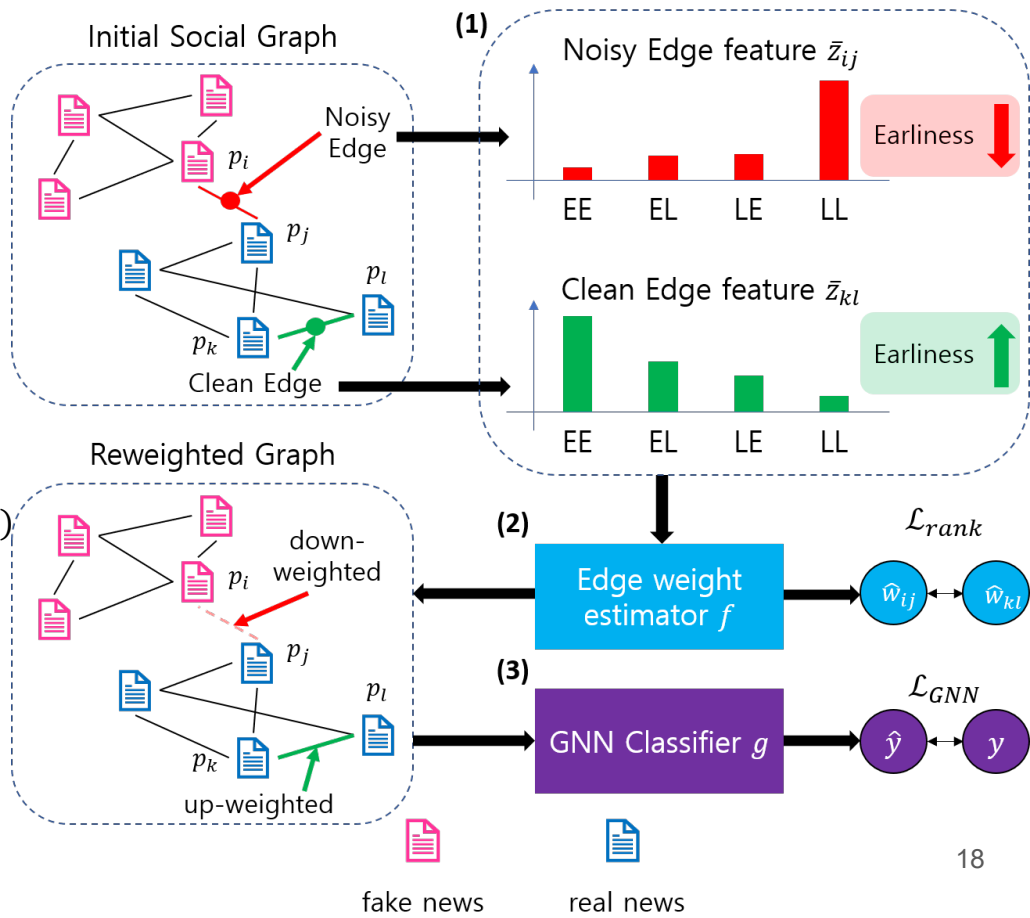 Initial Social Graph
Noisy
Edge
pᵢ
pⱼ
pₗ
pₖ
Clean Edge
(1)
Noisy Edge feature z̄ᵢⱼ
EE EL LE LL
Earliness
Clean Edge feature z̄ₖₗ
EE EL LE LL
Earliness
Reweighted Graph
)
down-
weighted
pᵢ
pⱼ
pₗ
pₖ
up-weighted
(2)
Edge weight
estimator f
ℒ_rank
ŵᵢⱼ ŵₖₗ
(3)
GNN Classifier g
ℒ_GNN
ŷ y
fake news
real news
18